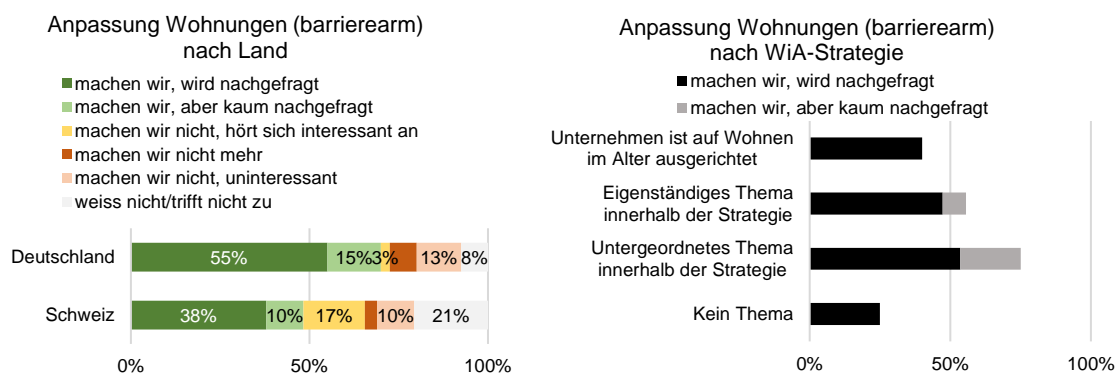 Anpassung Wohnungen (barrierearm)
nach Land
machen wir, wird nachgefragt
machen wir, aber kaum nachgefragt
machen wir nicht, hört sich interessant an
machen wir nicht mehr
machen wir nicht, uninteressant
weiss nicht/trifft nicht zu
Deutschland
55%
15%
3%
13%
8%
Schweiz
38%
10%
17%
10%
21%
0%
50%
100%
Anpassung Wohnungen (barrierearm)
nach WiA-Strategie
machen wir, wird nachgefragt
machen wir, aber kaum nachgefragt
Unternehmen ist auf Wohnen
im Alter ausgerichtet
Eigenständiges Thema
innerhalb der Strategie
Untergeordnetes Thema
innerhalb der Strategie
Kein Thema
0%
50%
100%